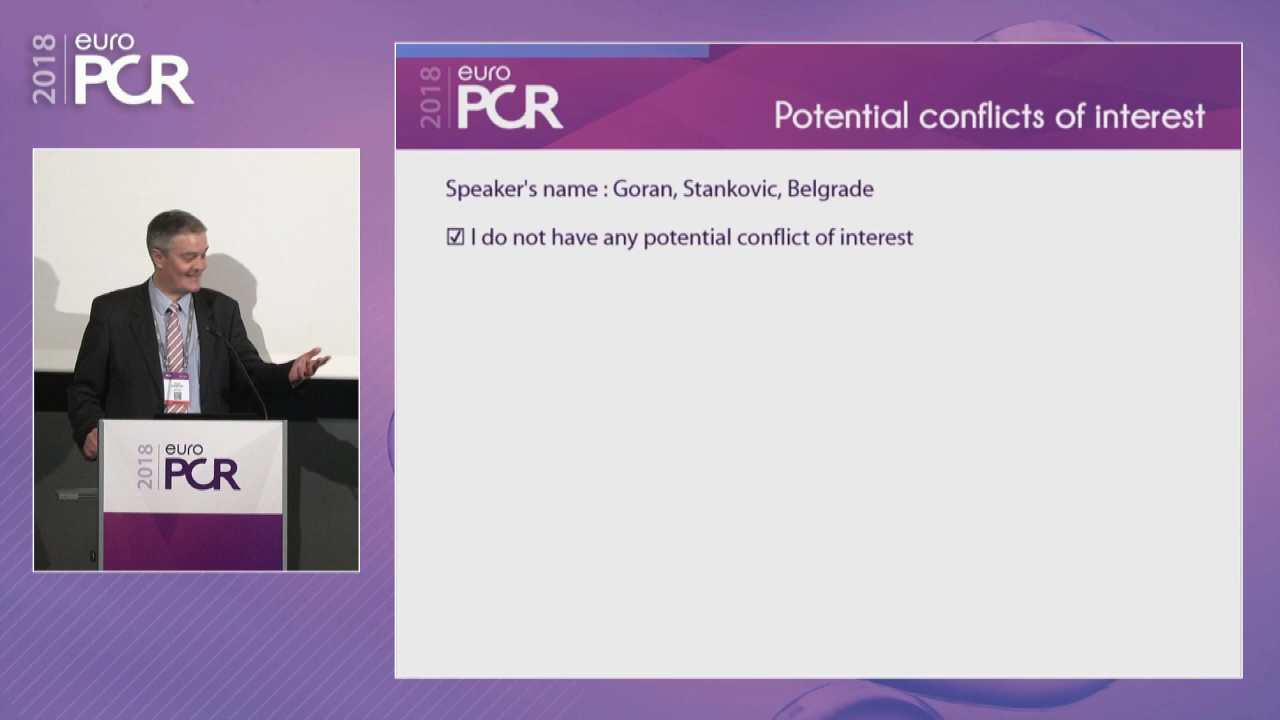 2018 euro PCR
2018 euro PCR
Potential conflicts of interest
Speaker's name : Goran, Stankovic, Belgrade
☑ I do not have any potential conflict of interest
2018 euro PCR